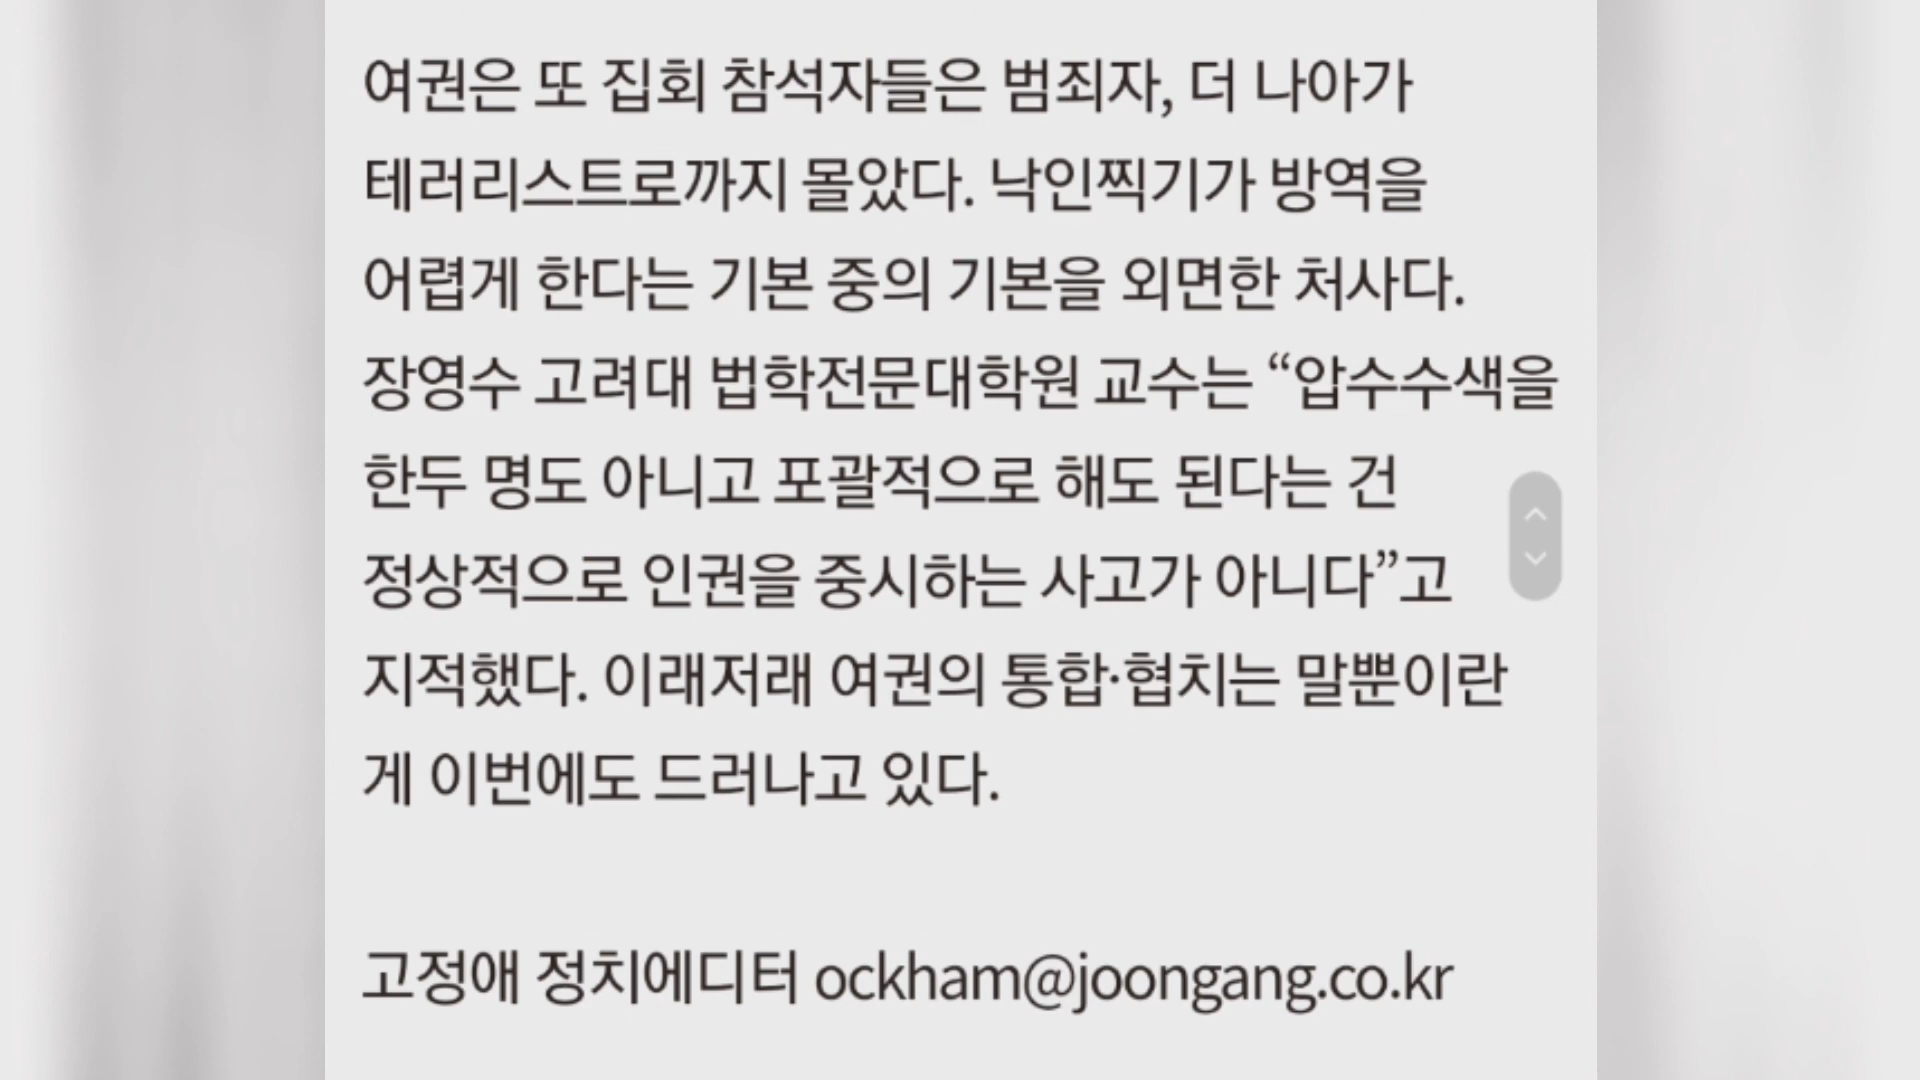 여권은 또 집회 참석자들은 범죄자, 더 나아가
테러리스트로까지 몰았다. 낙인찍기가 방역을
어렵게 한다는 기본 중의 기본을 외면한 처사다.
장영수 고려대 법학전문대학원 교수는 “압수수색을
한두 명도 아니고 포괄적으로 해도 된다는 건
정상적으로 인권을 중시하는 사고가 아니다”고
지적했다. 이래저래 여권의 통합·협치는 말뿐이란
게 이번에도 드러나고 있다.
고정애 정치에디터 ockham@joongang.co.kr